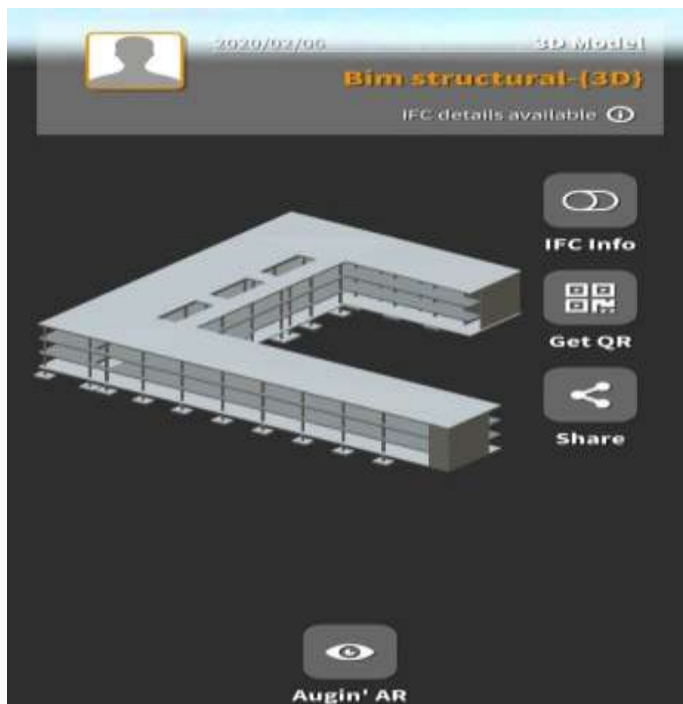 2020/02/06
3D Model
Bim structural-{3D}
IFC details available
IFC Info
Get QR
Share
Augin' AR